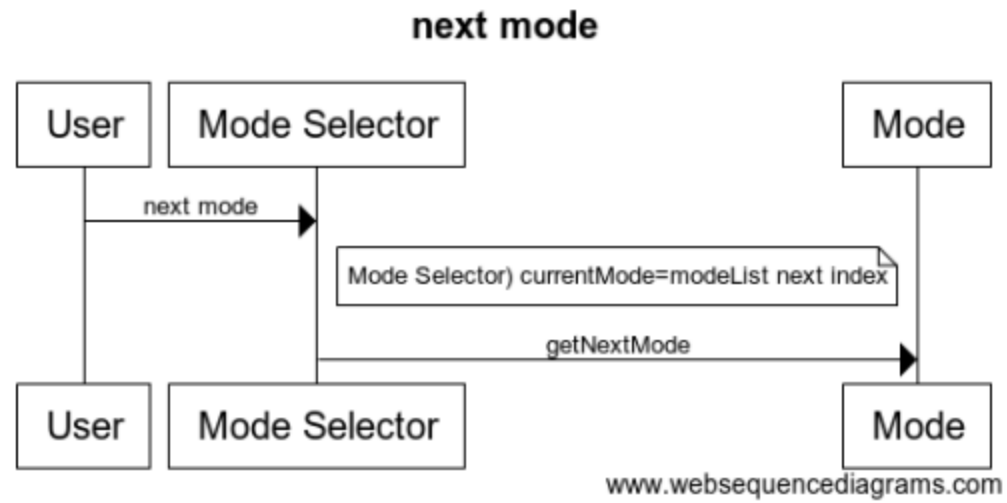 next mode
User
Mode Selector
Mode
next mode
Mode Selector) currentMode=modeList next index
getNextMode
User
Mode Selector
Mode
www.websequencediagrams.com